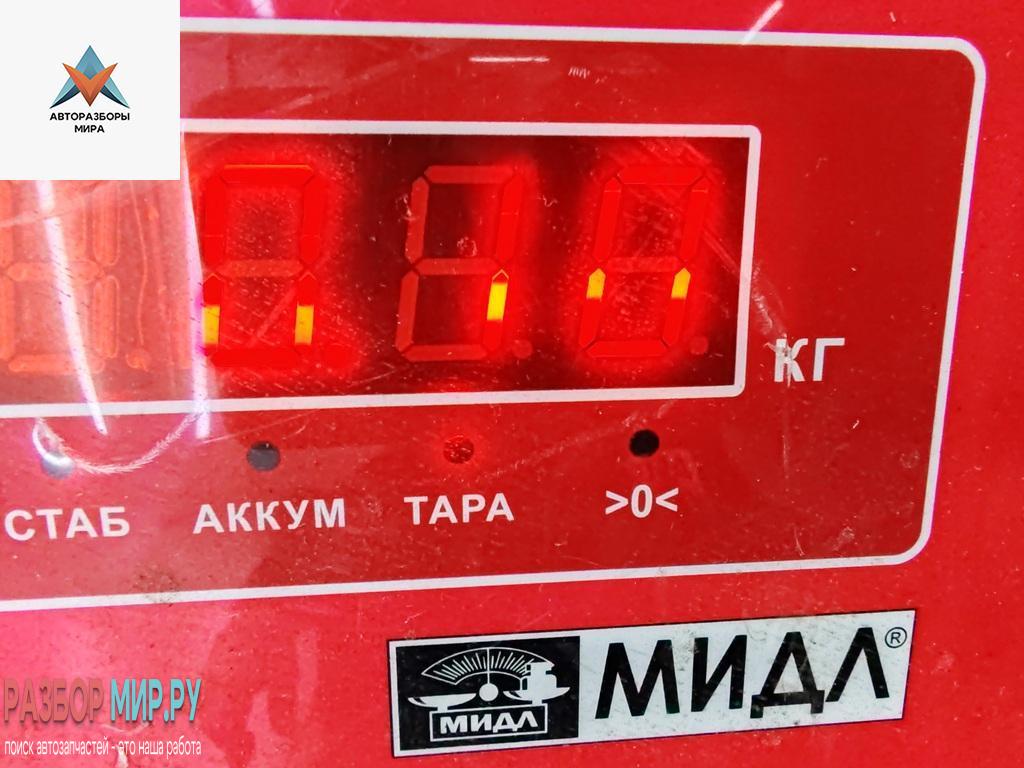 АВТОРАЗБОРЫ
МИРА
КГ
СТАБ АККУМ ТАРА >0<
МИДЛ®
МИДЛ
РАЗБОР МИР.РУ
поиск автозапчастей - это наша работа